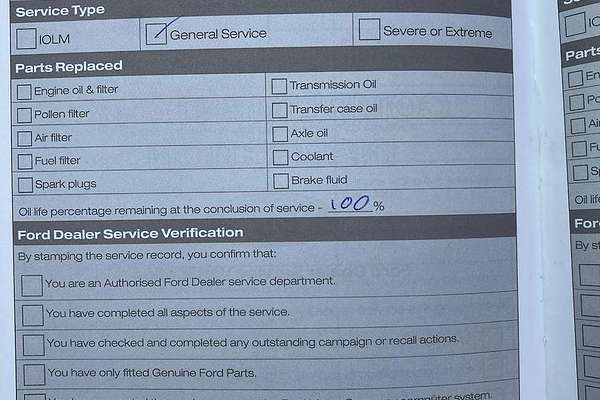 Service Type
IOLM General Service Severe or Extreme
Parts Replaced
Engine oil & filter Transmission Oil
Pollen filter Transfer case oil
Air filter Axle oil
Fuel filter Coolant
Spark plugs Brake fluid
Oil life percentage remaining at the conclusion of service - 100 %
Ford Dealer Service Verification
By stamping the service record, you confirm that:
You are an Authorised Ford Dealer service department.
You have completed all aspects of the service.
You have checked and completed any outstanding campaign or recall actions.
You have only fitted Genuine Ford Parts.
computer system.